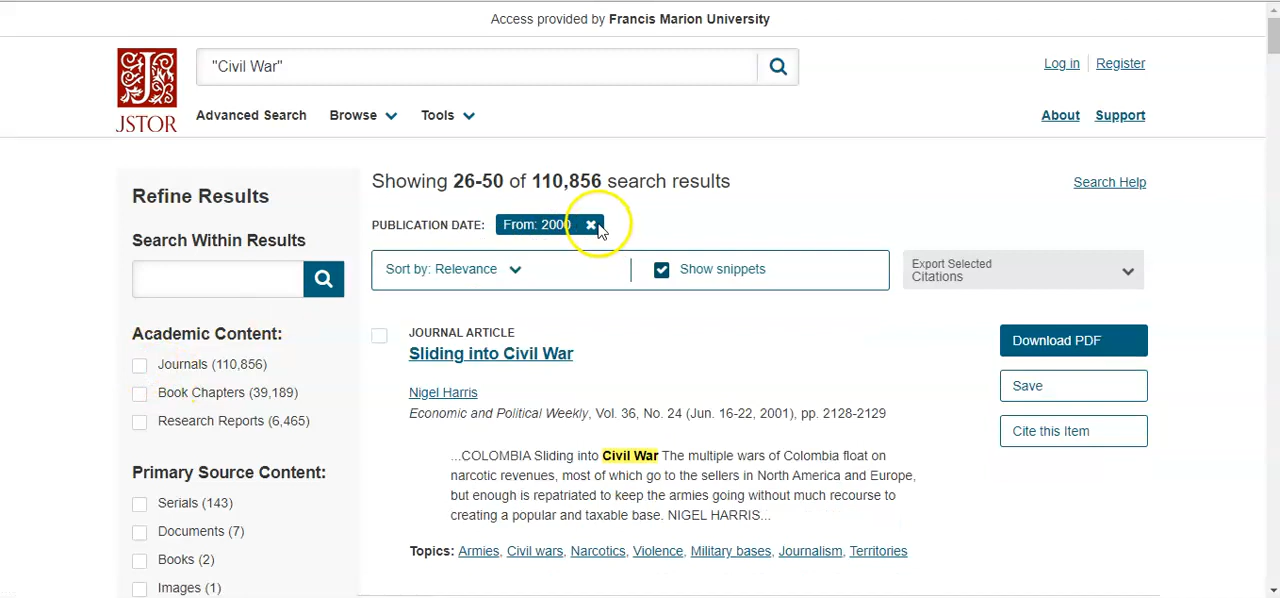 Access provided by Francis Marion University
"Civil War"
Log in
Register
JSTOR
Advanced Search
Browse
Tools
About
Support
Refine Results
Search Within Results
Academic Content:
Journals (110,856)
Book Chapters (39,189)
Research Reports (6,465)
Primary Source Content:
Serials (143)
Documents (7)
Books (2)
Images (1)
Showing 26-50 of 110,856 search results
Search Help
PUBLICATION DATE: From: 2000
Sort by: Relevance
Show snippets
Export Selected
Citations
JOURNAL ARTICLE
Sliding into Civil War
Nigel Harris
Economic and Political Weekly, Vol. 36, No. 24 (Jun. 16-22, 2001), pp. 2128-2129
...COLOMBIA Sliding into Civil War The multiple wars of Colombia float on
narcotic revenues, most of which go to the sellers in North America and Europe,
but enough is repatriated to keep the armies going without much recourse to
creating a popular and taxable base. NIGEL HARRIS...
Topics: Armies, Civil wars, Narcotics, Violence, Military bases, Journalism, Territories
Download PDF
Save
Cite this Item